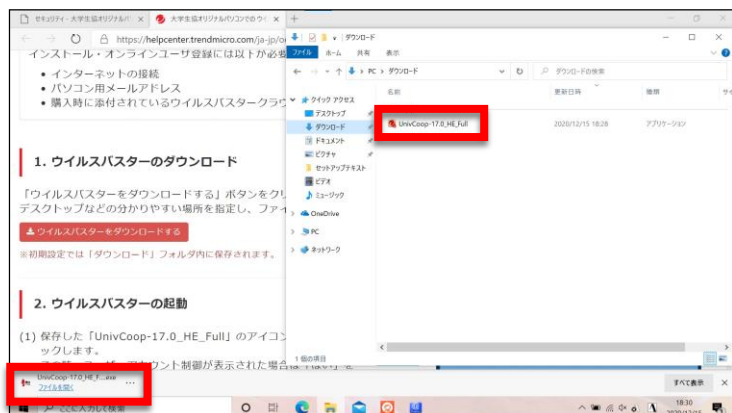 セキュリティ - 大学生協オリジナルパ
大学生協オリジナルパソコンでのウイ
https://helpcenter.trendmicro.com/ja-jp/o
インストール・オンラインユーザ登録には以下が必要
• インターネットの接続
• パソコン用メールアドレス
• 購入時に添付されているウイルスバスタークラウ
1. ウイルスバスターのダウンロード
「ウイルスバスターをダウンロードする」ボタンをクリ
デスクトップなどの分かりやすい場所を指定し、ファイ
ウイルスバスターをダウンロードする
※初期設定では「ダウンロード」フォルダ内に保存されます。
2. ウイルスバスターの起動
(1) 保存した「UnivCoop-17.0_HE_Full」のアイコン
ックします。
UnivCoop-17.0_HE_F....exe
ファイルを開く
すべて表示
ダウンロード
ファイル ホーム 共有 表示
PC > ダウンロード
ダウンロードの検索
名前 更新日時 種類 サイ
クイック アクセス
デスクトップ
ダウンロード
ドキュメント
ピクチャ
セットアップテキスト
ビデオ
ミュージック
OneDrive
PC
ネットワーク
UnivCoop-17.0_HE_Full 2020/12/15 18:28 アプリケーション
1 個の項目
ここに入力して検索
A
18:30
2020/12/15